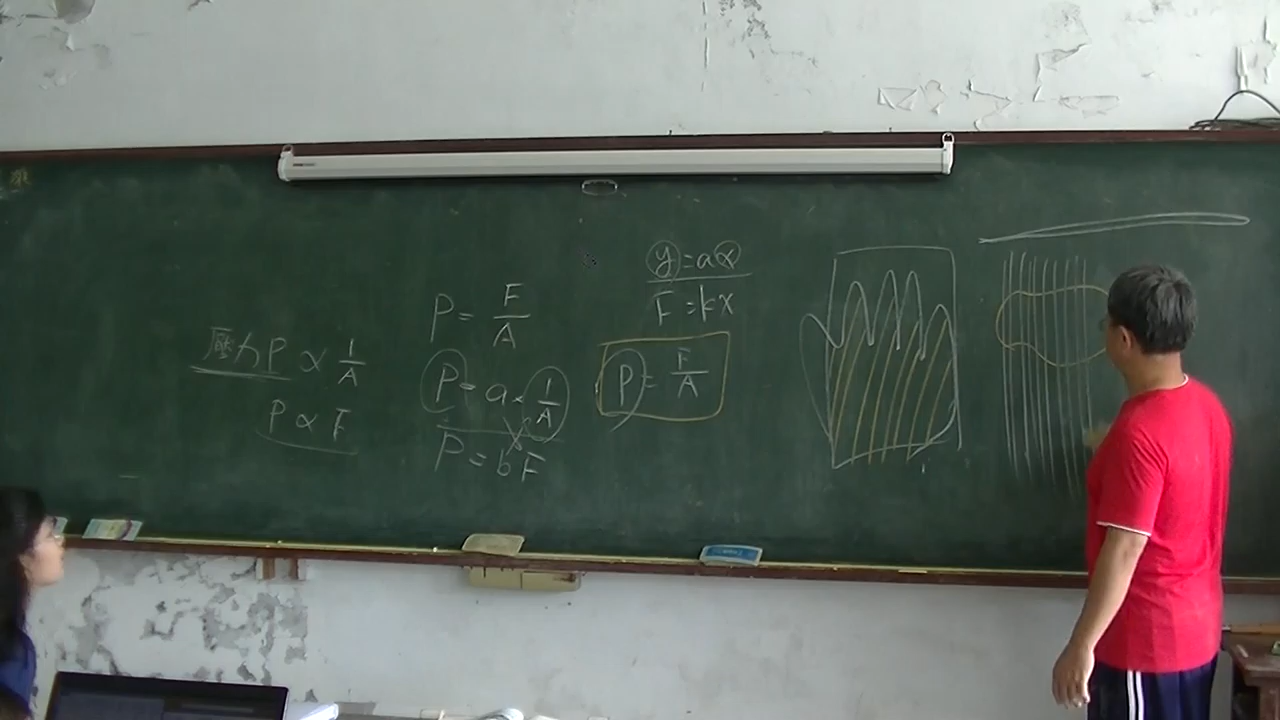 壓力 P ∝ 1/A
P ∝ F
P = F/A
P = a × 1/A
P = bF
y = ax
F = kx
P = F/A